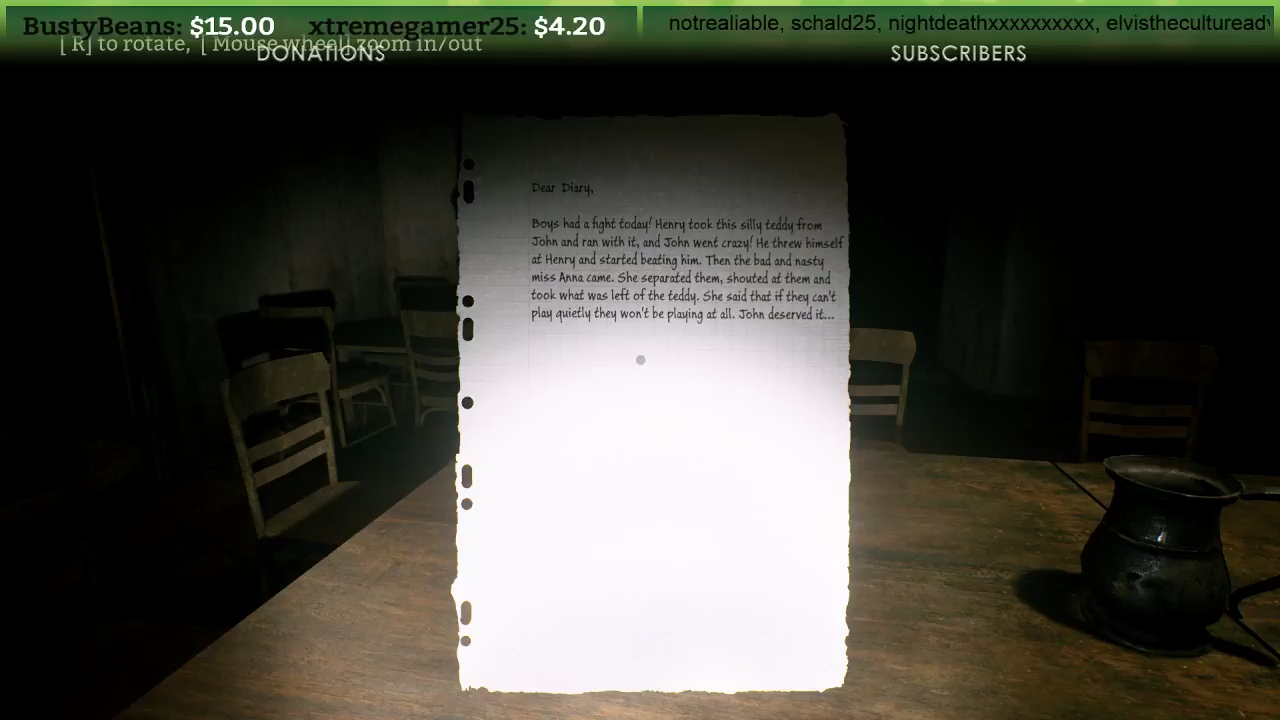 BustyBeans: $15.00 xtremegamer25: $4.20
notrealiable, schald25, nightdeathxxxxxxxxxx, elvisthecultureadv
[ R] to rotate, [ Mouse wheel] zoom in/out
DONATIONS
SUBSCRIBERS
Dear Diary,
Boys had a fight today! Henry took this silly teddy from
John and ran with it, and John went crazy! He threw himself
at Henry and started beating him. Then the bad and nasty
miss Anna came. She separated them, shouted at them and
took what was left of the teddy. She said that if they can't
play quietly they won't be playing at all. John deserved it...